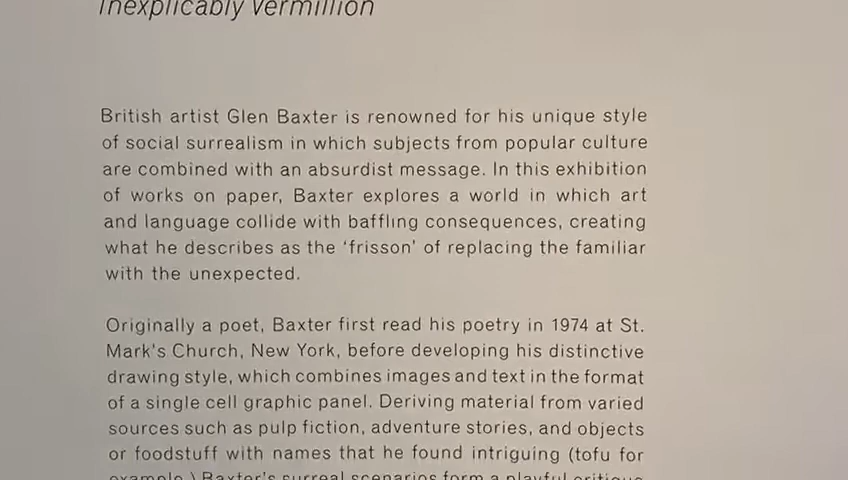 Inexplicably Vermillion
British artist Glen Baxter is renowned for his unique style
of social surrealism in which subjects from popular culture
are combined with an absurdist message. In this exhibition
of works on paper, Baxter explores a world in which art
and language collide with baffling consequences, creating
what he describes as the ‘frisson’ of replacing the familiar
with the unexpected.
Originally a poet, Baxter first read his poetry in 1974 at St.
Mark's Church, New York, before developing his distinctive
drawing style, which combines images and text in the format
of a single cell graphic panel. Deriving material from varied
sources such as pulp fiction, adventure stories, and objects
or foodstuff with names that he found intriguing (tofu for
example.) Baxter's surreal scenarios form a playful critique